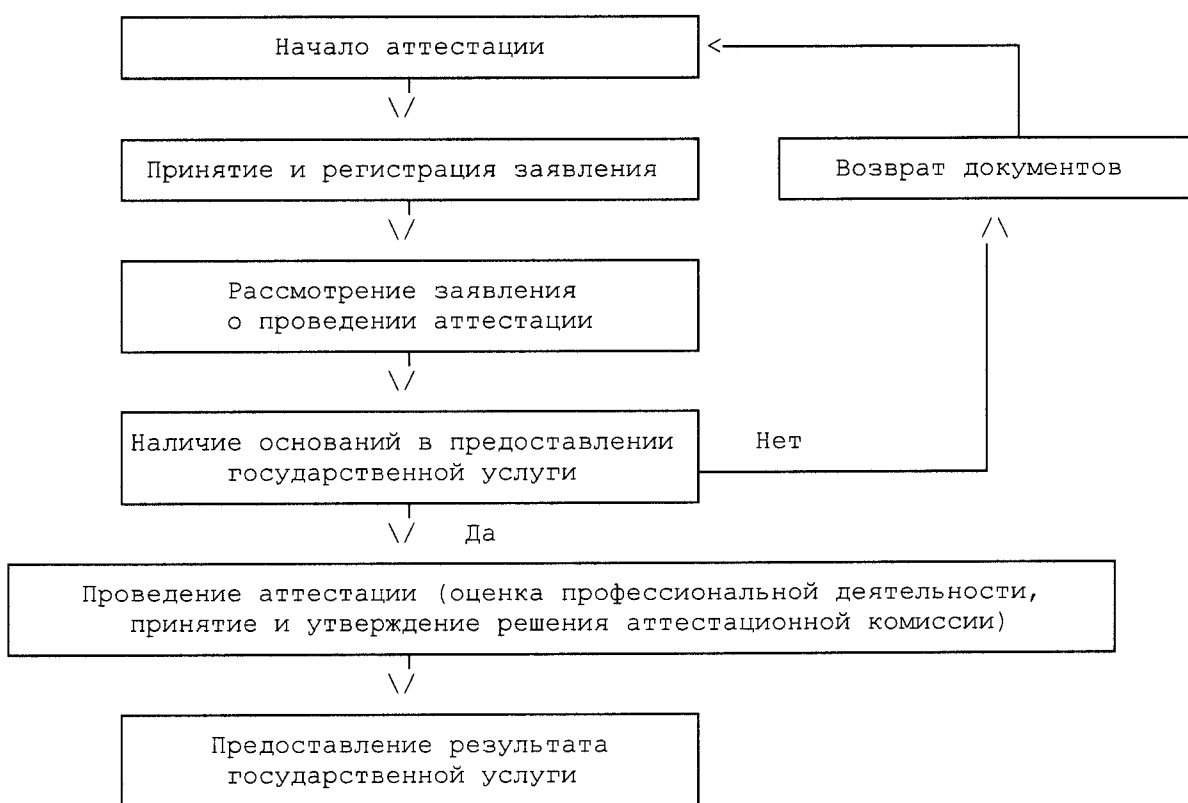 Начало аттестации
Принятие и регистрация заявления
Возврат документов
Рассмотрение заявления
о проведении аттестации
Наличие оснований в предоставлении
государственной услуги
Нет
Да
Проведение аттестации (оценка профессиональной деятельности,
принятие и утверждение решения аттестационной комиссии)
Предоставление результата
государственной услуги